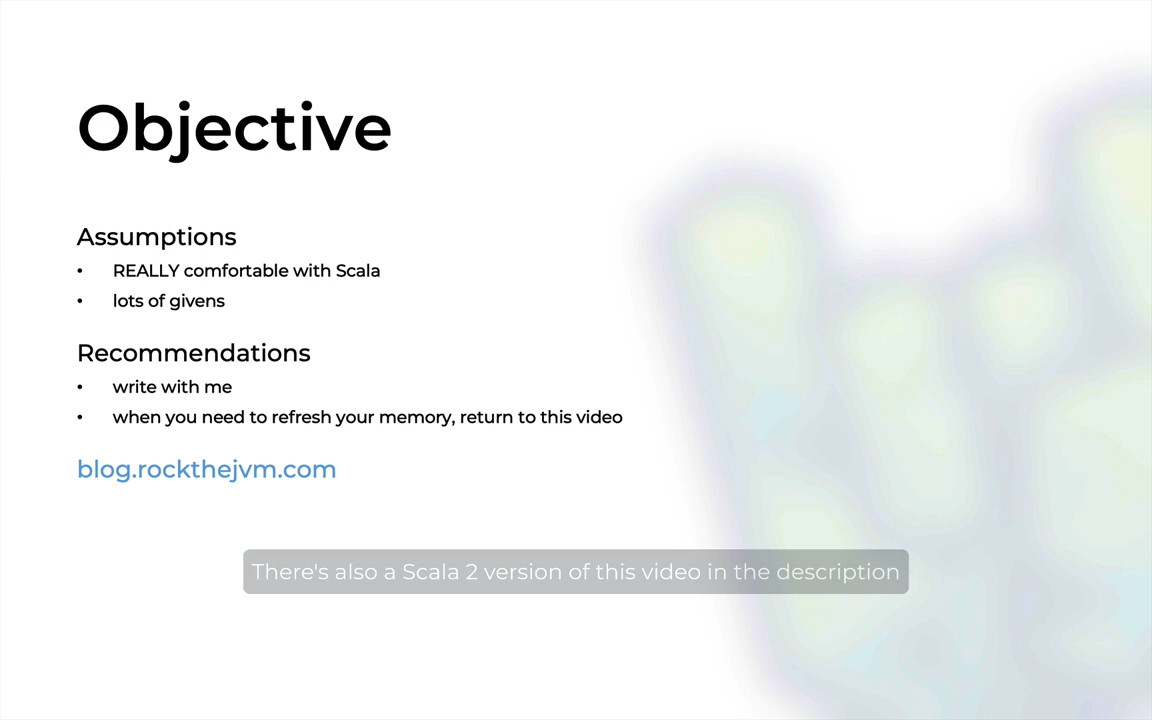 Objective
Assumptions
• REALLY comfortable with Scala
• lots of givens
Recommendations
• write with me
• when you need to refresh your memory, return to this video
blog.rockthejvm.com
There's also a Scala 2 version of this video in the description